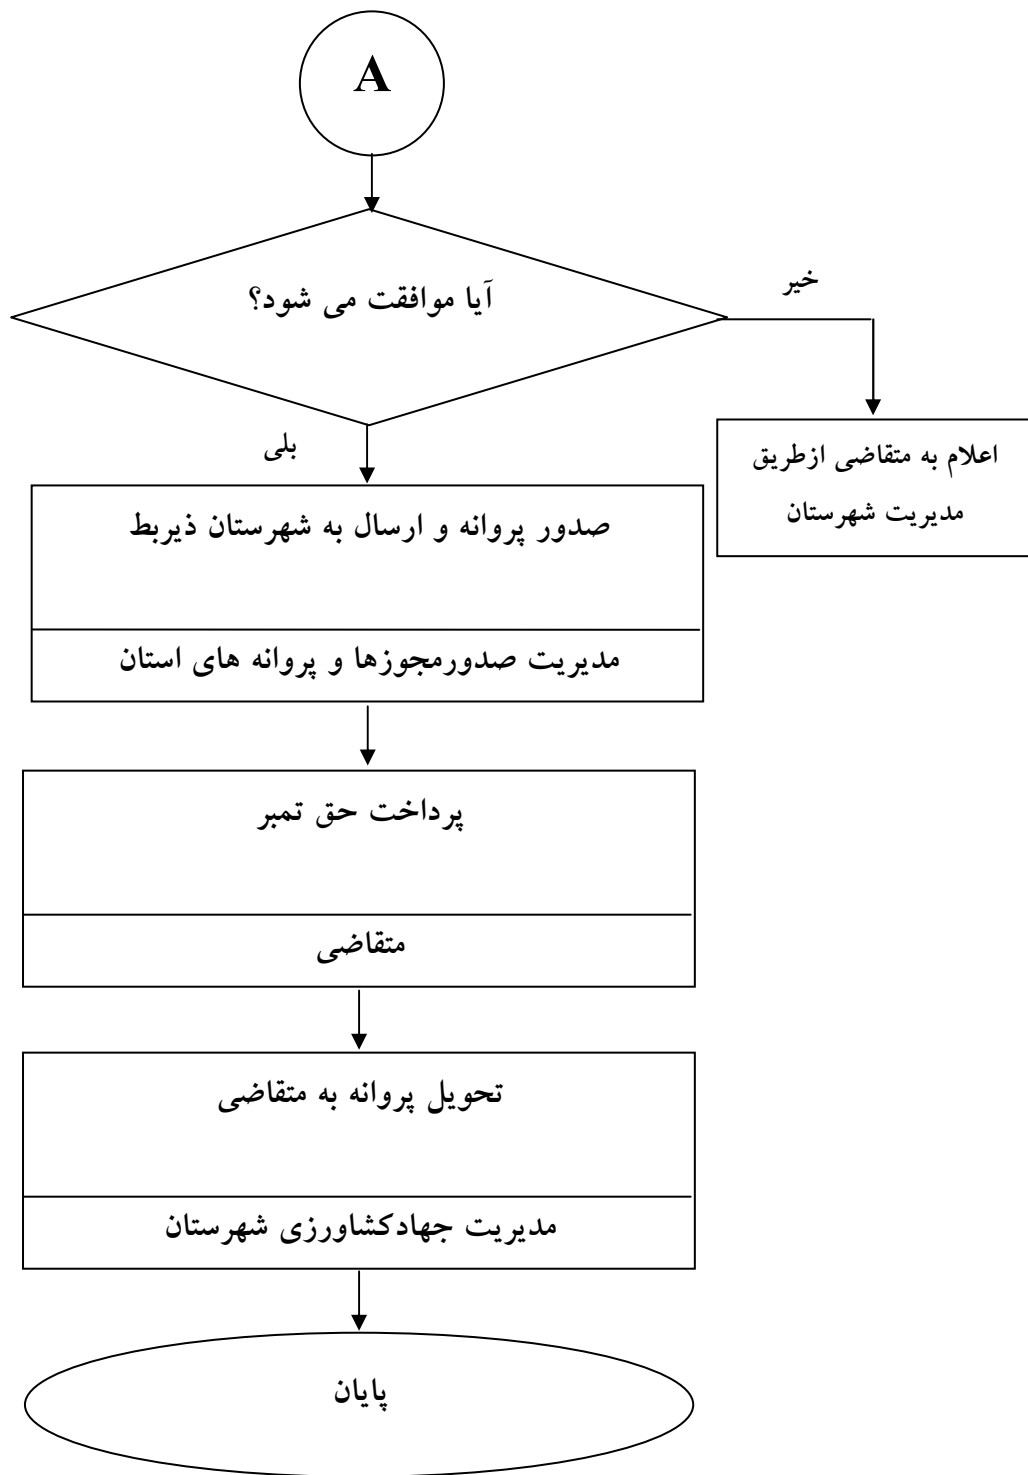 A
آیا موافقت می شود؟
خیر
بلی
اعلام به متقاضی ازطریق
مدیریت شهرستان
صدور پروانه و ارسال به شهرستان ذیربط
مدیریت صدورمجوزها و پروانه های استان
پرداخت حق تمبر
متقاضی
تحویل پروانه به متقاضی
مدیریت جهادکشاورزی شهرستان
پایان